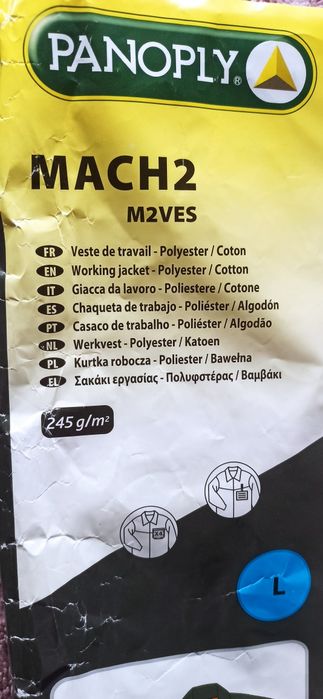 PANOPLY®
MACH2
M2VES
FR Veste de travail - Polyester / Coton
EN Working jacket - Polyester / Cotton
IT Giacca da lavoro - Poliestere / Cotone
ES Chaqueta de trabajo - Poliéster / Algodón
PT Casaco de trabalho - Poliéster / Algodão
NL Werkvest - Polyester / Katoen
PL Kurtka robocza - Poliester / Bawełna
EL Σακάκι εργασίας - Πολυφστέρας / Βαμβάκι
245 g/m²
X4
L